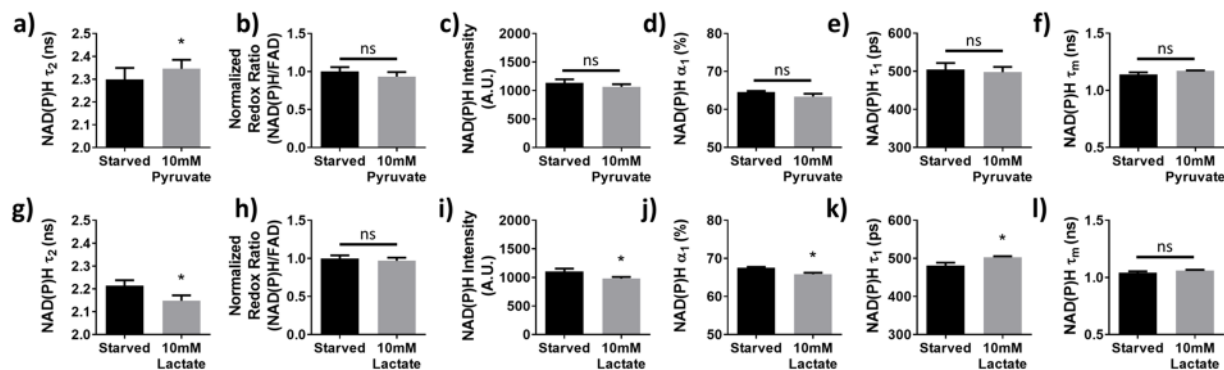 a)
NAD(P)H τ2 (ns)
2.5
2.4
2.3
2.2
2.1
2.0
*
Starved
10mM
Pyruvate
b)
Normalized
Redox Ratio
(NAD(P)H/FAD)
1.5
1.0
0.5
0.0
ns
Starved
10mM
Pyruvate
c)
NAD(P)H Intensity
(A.U.)
2000
1500
1000
500
0
ns
Starved
10mM
Pyruvate
d)
NAD(P)H α1 (%)
75
70
65
60
ns
Starved
10mM
Pyruvate
e)
NAD(P)H τ1 (ps)
600
500
400
300
ns
Starved
10mM
Pyruvate
f)
NAD(P)H τm (ns)
1.5
1.0
0.5
ns
Starved
10mM
Pyruvate
g)
NAD(P)H τ2 (ns)
2.5
2.4
2.3
2.2
2.1
2.0
*
Starved
10mM
Lactate
h)
Normalized
Redox Ratio
(NAD(P)H/FAD)
1.5
1.0
0.5
0.0
ns
Starved
10mM
Lactate
i)
NAD(P)H Intensity
(A.U.)
2000
1500
1000
500
0
*
Starved
10mM
Lactate
j)
NAD(P)H α1 (%)
75
70
65
60
50
*
Starved
10mM
Lactate
k)
NAD(P)H τ1 (ps)
600
500
400
300
*
Starved
10mM
Lactate
l)
NAD(P)H τm (ns)
1.5
1.0
0.5
ns
Starved
10mM
Lactate